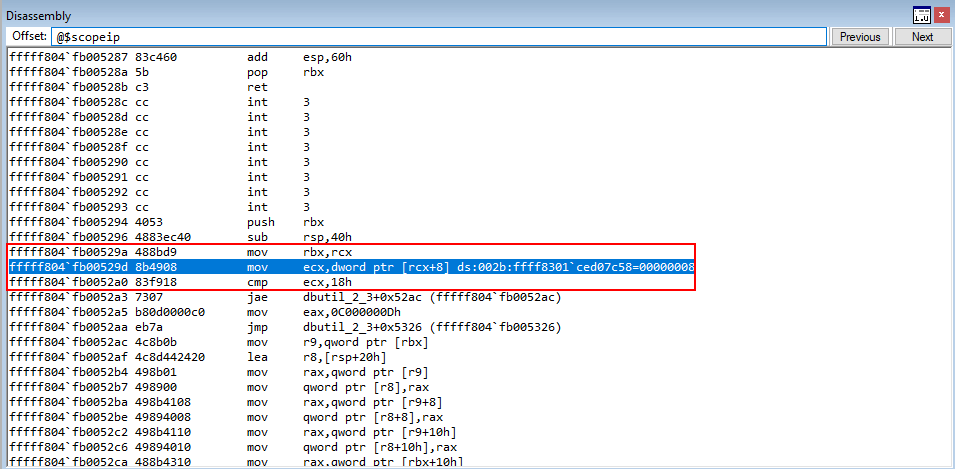 Disassembly
Offset: @$scopeip Previous Next
fffff804`fb005287 83c460 add esp,60h
fffff804`fb00528a 5b pop rbx
fffff804`fb00528b c3 ret
fffff804`fb00528c cc int 3
fffff804`fb00528d cc int 3
fffff804`fb00528e cc int 3
fffff804`fb00528f cc int 3
fffff804`fb005290 cc int 3
fffff804`fb005291 cc int 3
fffff804`fb005292 cc int 3
fffff804`fb005293 cc int 3
fffff804`fb005294 4053 push rbx
fffff804`fb005296 4883ec40 sub rsp,40h
fffff804`fb00529a 488bd9 mov rbx,rcx
fffff804`fb00529d 8b4908 mov ecx,dword ptr [rcx+8] ds:002b:ffff8301`ced07c58=00000008
fffff804`fb0052a0 83f918 cmp ecx,18h
fffff804`fb0052a3 7307 jae dbutil_2_3+0x52ac (fffff804`fb0052ac)
fffff804`fb0052a5 b80d0000c0 mov eax,0C000000Dh
fffff804`fb0052aa eb7a jmp dbutil_2_3+0x5326 (fffff804`fb005326)
fffff804`fb0052ac 4c8b0b mov r9,qword ptr [rbx]
fffff804`fb0052af 4c8d442420 lea r8,[rsp+20h]
fffff804`fb0052b4 498b01 mov rax,qword ptr [r9]
fffff804`fb0052b7 498900 mov qword ptr [r8],rax
fffff804`fb0052ba 498b4108 mov rax,qword ptr [r9+8]
fffff804`fb0052be 49894008 mov qword ptr [r8+8],rax
fffff804`fb0052c2 498b4110 mov rax,qword ptr [r9+10h]
fffff804`fb0052c6 49894010 mov qword ptr [r8+10h],rax
fffff804`fb0052ca 488b4310 mov rax,qword ptr [rbx+10h]